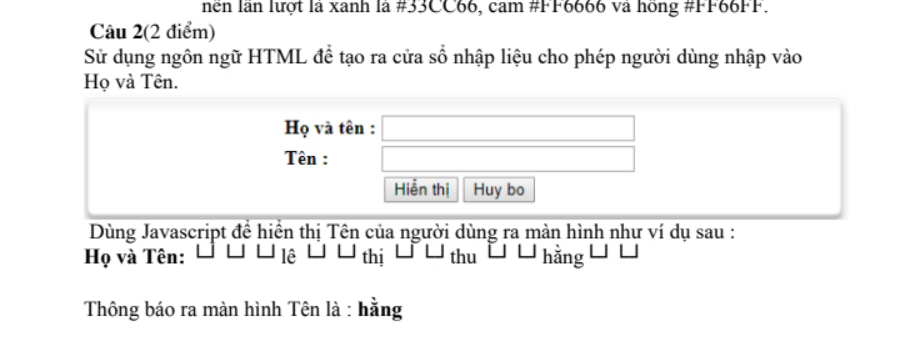 nền lần lượt là xanh lá #33CC66, cam #FF6666 và hồng #FF66FF.
Câu 2(2 điểm)
Sử dụng ngôn ngữ HTML để tạo ra cửa sổ nhập liệu cho phép người dùng nhập vào
Họ và Tên.
Họ và tên :
Tên :
Hiển thị Huy bo
Dùng Javascript để hiển thị Tên của người dùng ra màn hình như ví dụ sau :
Họ và Tên: ␣ ␣ ␣ lê ␣ ␣ thị ␣ ␣ thu ␣ ␣ hằng ␣ ␣
Thông báo ra màn hình Tên là : hằng